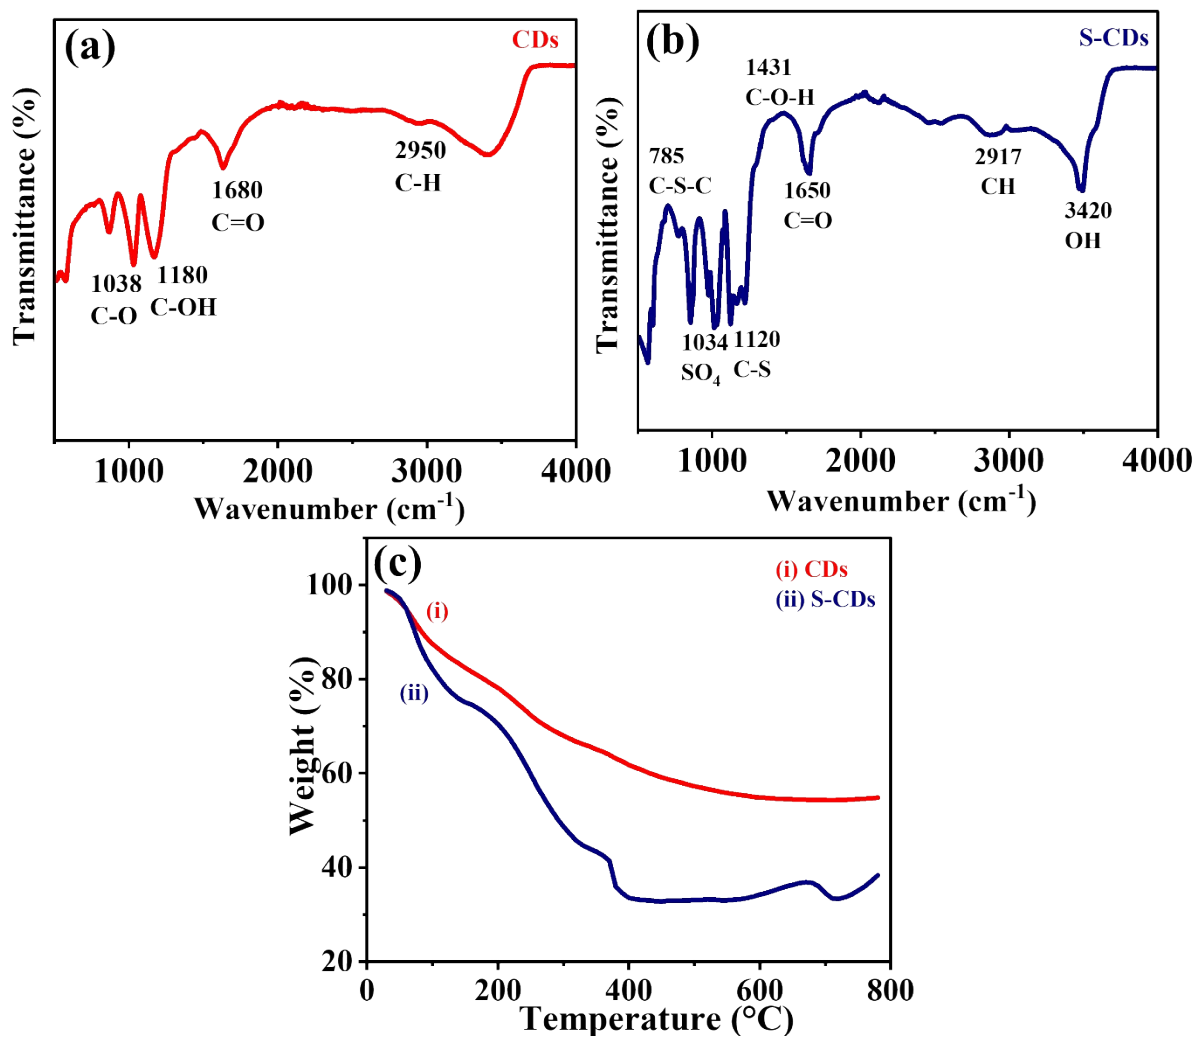 (a)
CDs
Transmittance (%)
2950
C-H
1680
C=O
1038
C-O
1180
C-OH
1000
2000
3000
4000
Wavenumber (cm⁻¹)
(b)
S-CDs
Transmittance (%)
1431
C-O-H
785
C-S-C
1650
C=O
2917
CH
3420
OH
1034
SO₄
1120
C-S
1000
2000
3000
4000
Wavenumber (cm⁻¹)
(c)
(i) CDs
(ii) S-CDs
(i)
(ii)
Weight (%)
100
80
60
40
20
0
200
400
600
800
Temperature (°C)